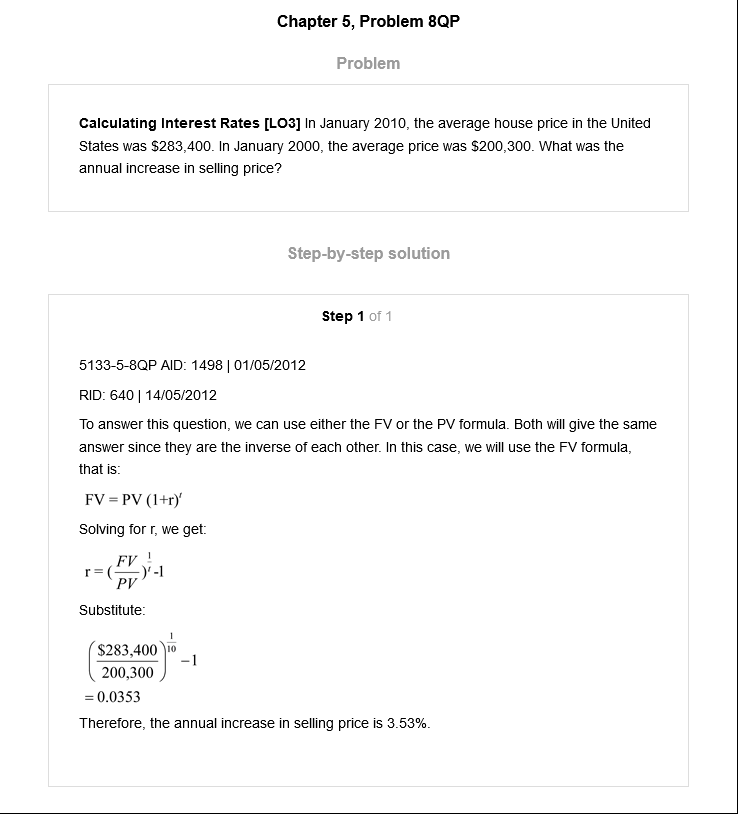 Chapter 5, Problem 8QP
Problem
Calculating Interest Rates [LO3] In January 2010, the average house price in the United
States was $283,400. In January 2000, the average price was $200,300. What was the
annual increase in selling price?
Step-by-step solution
Step 1 of 1
5133-5-8QP AID: 1498 | 01/05/2012
RID: 640 | 14/05/2012
To answer this question, we can use either the FV or the PV formula. Both will give the same
answer since they are the inverse of each other. In this case, we will use the FV formula,
that is:
FV = PV (1+r)^t
Solving for r, we get:
r = (FV/PV)^(1/t) -1
Substitute:
($283,400/200,300)^(1/10) − 1
= 0.0353
Therefore, the annual increase in selling price is 3.53%.